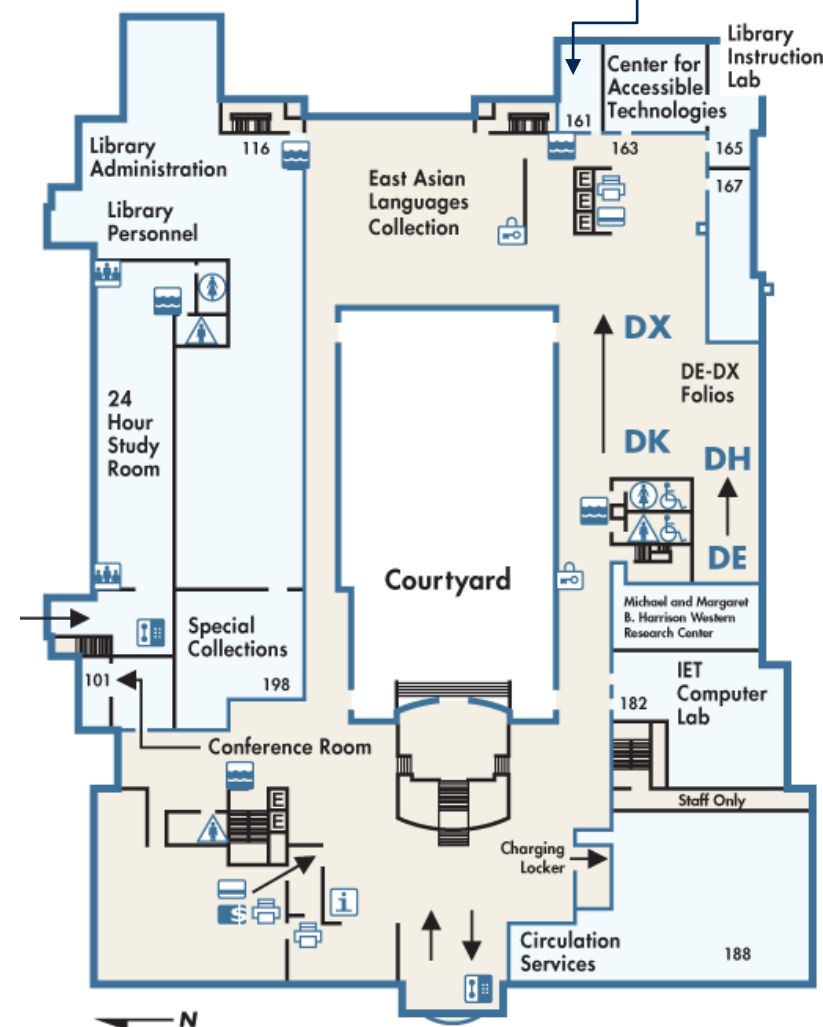 Library
Instruction
Lab
Center for
Accessible
Technologies
161
163
165
167
116
Library
Administration
Library
Personnel
East Asian
Languages
Collection
E
E
E
DX
DE-DX
Folios
24
Hour
Study
Room
DK
DH
DE
Courtyard
Michael and Margaret
B. Harrison Western
Research Center
Special
Collections
198
101
IET
Computer
Lab
182
Conference Room
E
E
Staff Only
Charging
Locker
$
i
Circulation
Services
188
N